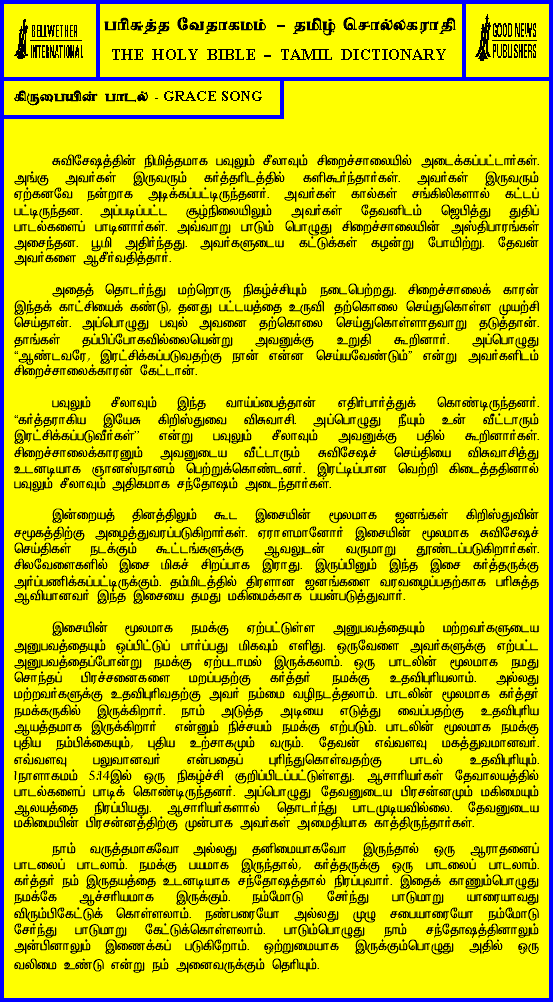 BELLWETHER
INTERNATIONAL
பரிசுத்த வேதாகமம் – தமிழ் சொல்லகராதி
THE HOLY BIBLE – TAMIL DICTIONARY
GOOD NEWS
PUBLISHERS
கிருபையின் பாடல் - GRACE SONG
சுவிசேஷத்தின் நிமித்தமாக பவுலும் சீலாவும் சிறைச்சாலையில் அடைக்கப்பட்டார்கள்.
அங்கு அவர்கள் இருவரும் கர்த்தரிடத்தில் களிகூர்ந்தார்கள். அவர்கள் இருவரும்
ஏற்கனவே நன்றாக அடிக்கப்பட்டிருந்தனர். அவர்கள் கால்கள் சங்கிலிகளால் கட்டப்
பட்டிருந்தன. அப்படிப்பட்ட சூழ்நிலையிலும் அவர்கள் தேவனிடம் ஜெபித்து துதிப்
பாடல்களைப் பாடினார்கள். அவ்வாறு பாடும் பொழுது சிறைச்சாலையின் அஸ்திபாரங்கள்
அசைந்தன. பூமி அதிர்ந்தது. அவர்களுடைய கட்டுக்கள் கழன்று போயிற்று. தேவன்
அவர்களை ஆசீர்வதித்தார்.
அதைத் தொடர்ந்து மற்றொரு நிகழ்ச்சியும் நடைபெற்றது. சிறைச்சாலைக் காரன்
இந்தக் காட்சியைக் கண்டு, தனது பட்டயத்தை உருவி தற்கொலை செய்துகொள்ள முயற்சி
செய்தான். அப்பொழுது பவுல் அவனை தற்கொலை செய்துகொள்ளாதவாறு தடுத்தான்.
தாங்கள் தப்பிப்போகவில்லையென்று அவனுக்கு உறுதி கூறினார். அப்பொழுது
“ஆண்டவரே, இரட்சிக்கப்படுவதற்கு நான் என்ன செய்யவேண்டும்” என்று அவர்களிடம்
சிறைச்சாலைக்காரன் கேட்டான்.
பவுலும் சீலாவும் இந்த வாய்ப்பைத்தான் எதிர்பார்த்துக் கொண்டிருந்தனர்.
“கர்த்தராகிய இயேசு கிறிஸ்துவை விசுவாசி. அப்பொழுது நீயும் உன் வீட்டாரும்
இரட்சிக்கப்படுவீர்கள்’’ என்று பவுலும் சீலாவும் அவனுக்கு பதில் கூறினார்கள்.
சிறைச்சாலைக்காரனும் அவனுடைய வீட்டாரும் சுவிசேஷச் செய்தியை விசுவாசித்து
உடனடியாக ஞானஸ்நானம் பெற்றுக்கொண்டனர். இரட்டிப்பான வெற்றி கிடைத்ததினால்
பவுலும் சீலாவும் அதிகமாக சந்தோஷம் அடைந்தார்கள்.
இன்றையத் தினத்திலும் கூட இசையின் மூலமாக ஜனங்கள் கிறிஸ்துவின்
சமூகத்திற்கு அழைத்துவரப்படுகிறார்கள். ஏராளமானோர் இசையின் மூலமாக சுவிசேஷச்
செய்திகள் நடக்கும் கூட்டங்களுக்கு ஆவலுடன் வருமாறு தூண்டப்படுகிறார்கள்.
சிலவேளைகளில் இசை மிகச் சிறப்பாக இராது. இருப்பினும் இந்த இசை கர்த்தருக்கு
அர்ப்பணிக்கப்பட்டிருக்கும். தம்மிடத்தில் திரளான ஜனங்களை வரவழைப்பதற்காக பரிசுத்த
ஆவியானவர் இந்த இசையை தமது மகிமைக்காக பயன்படுத்துவார்.
இசையின் மூலமாக நமக்கு ஏற்பட்டுள்ள அனுபவத்தையும் மற்றவர்களுடைய
அனுபவத்தையும் ஒப்பிட்டுப் பார்ப்பது மிகவும் எளிது. ஒருவேளை அவர்களுக்கு ஏற்பட்ட
அனுபவத்தைப்போன்று நமக்கு ஏற்படாமல் இருக்கலாம். ஒரு பாடலின் மூலமாக நமது
சொந்தப் பிரச்சனைகளை மறப்பதற்கு கர்த்தர் நமக்கு உதவிபுரியலாம். அல்லது
மற்றவர்களுக்கு உதவிபுரிவதற்கு அவர் நம்மை வழிநடத்தலாம். பாடலின் மூலமாக கர்த்தர்
நமக்கருகில் இருக்கிறார். நாம் அடுத்த அடியை எடுத்து வைப்பதற்கு உதவிபுரிய
ஆயத்தமாக இருக்கிறார் என்னும் நிச்சயம் நமக்கு ஏற்படும். பாடலின் மூலமாக நமக்கு
புதிய நம்பிக்கையும், புதிய உற்சாகமும் வரும். தேவன் எவ்வளவு மகத்துவமானவர்.
எவ்வளவு பலுவானவர் என்பதைப் புரிந்துகொள்வதற்கு பாடல் உதவிபுரியும்.
1நாளாகமம் 5:14இல் ஒரு நிகழ்ச்சி குறிப்பிடப்பட்டுள்ளது. ஆசாரியர்கள் தேவாலயத்தில்
பாடல்களைப் பாடிக் கொண்டிருந்தனர். அப்பொழுது தேவனுடைய பிரசன்னமும் மகிமையும்
ஆலயத்தை நிரப்பியது. ஆசாரியர்களால் தொடர்ந்து பாடமுடியவில்லை. தேவனுடைய
மகிமையின் பிரசன்னத்திற்கு முன்பாக அவர்கள் அமைதியாக காத்திருந்தார்கள்.
நாம் வருத்தமாகவோ அல்லது தனிமையாகவோ இருந்தால் ஒரு ஆராதனைப்
பாடலைப் பாடலாம். நமக்கு பயமாக இருந்தால், கர்த்தருக்கு ஒரு பாடலைப் பாடலாம்.
கர்த்தர் நம் இருதயத்தை உடனடியாக சந்தோஷத்தால் நிரப்புவார். இதைக் காணும்பொழுது
நமக்கே ஆச்சரியமாக இருக்கும். நம்மோடு சேர்ந்து பாடுமாறு யாரையாவது
விரும்பிகேட்டுக் கொள்ளலாம். நண்பரையோ அல்லது முழு சபையாரையோ நம்மோடு
சேர்ந்து பாடுமாறு கேட்டுக்கொள்ளலாம். பாடும்பொழுது நாம் சந்தோஷத்தினாலும்
அன்பினாலும் இணைக்கப் படுகிறோம். ஒற்றுமையாக இருக்கும்பொழுது அதில் ஒரு
வலிமை உண்டு என்று நம் அனைவருக்கும் தெரியும்.